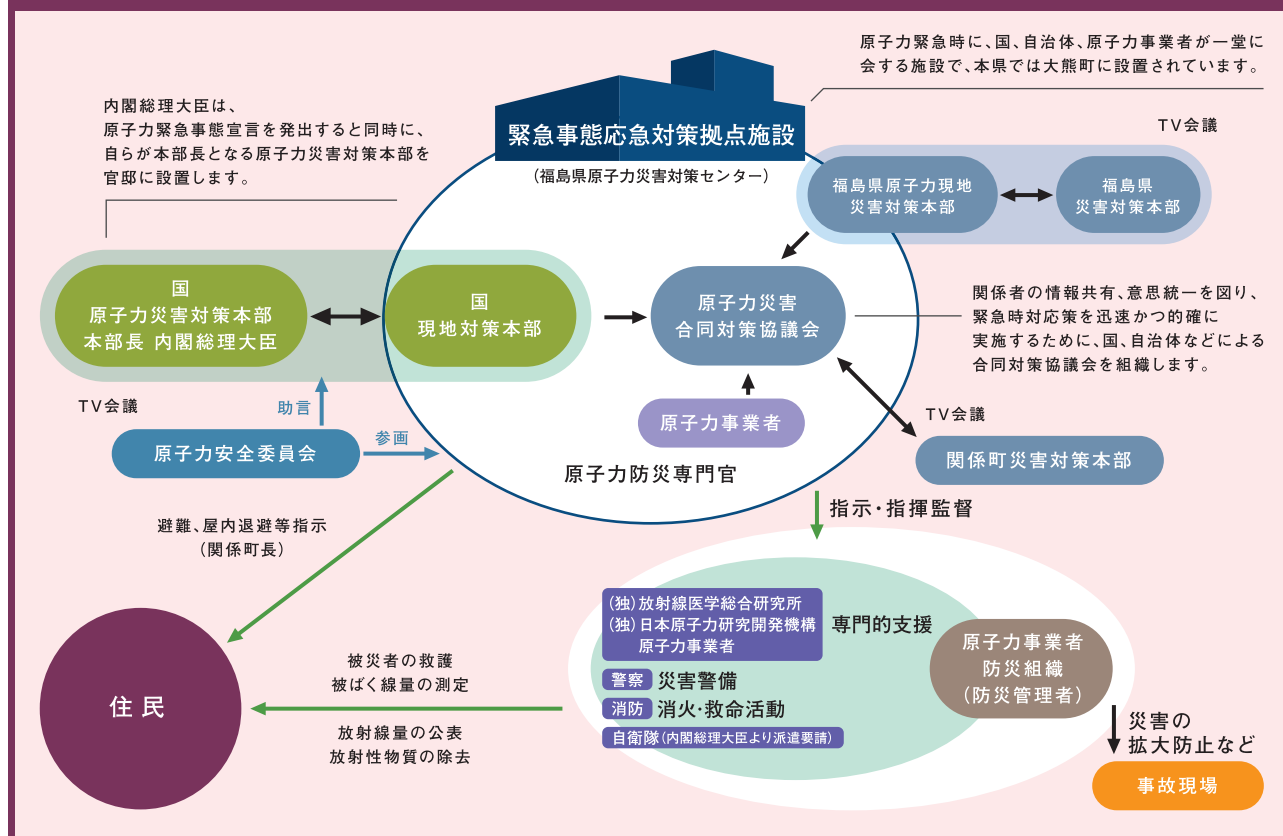 原子力緊急時に、国、自治体、原子力事業者が一堂に
会する施設で、本県では大熊町に設置されています。
内閣総理大臣は、
原子力緊急事態宣言を発出すると同時に、
自らが本部長となる原子力災害対策本部を
官邸に設置します。
緊急事態応急対策拠点施設
(福島県原子力災害対策センター)
TV会議
福島県原子力現地
災害対策本部
福島県
災害対策本部
国
原子力災害対策本部
本部長 内閣総理大臣
国
現地対策本部
原子力災害
合同対策協議会
関係者の情報共有、意思統一を図り、
緊急時対応策を迅速かつ的確に
実施するために、国、自治体などによる
合同対策協議会を組織します。
TV会議
助言
原子力安全委員会
参画
原子力事業者
TV会議
関係町災害対策本部
原子力防災専門官
指示・指揮監督
避難、屋内退避等指示
(関係町長)
住民
被災者の救護
被ばく線量の測定
放射線量の公表
放射性物質の除去
(独)放射線医学総合研究所
(独)日本原子力研究開発機構
原子力事業者
専門的支援
警察 災害警備
消防 消火・救命活動
自衛隊(内閣総理大臣より派遣要請)
原子力事業者
防災組織
(防災管理者)
災害の
拡大防止など
事故現場